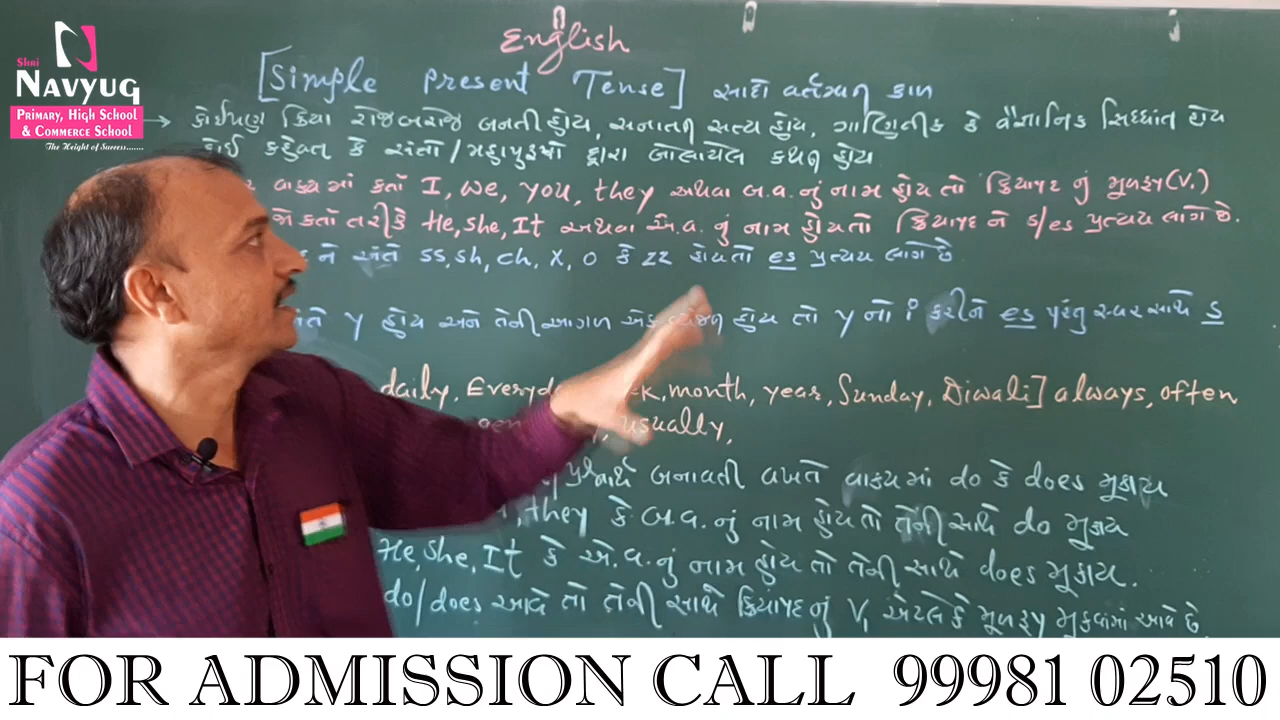 Shri
NAVYUG
PRIMARY, HIGH SCHOOL
& COMMERCE SCHOOL
The Height of Success......
English
[Simple Present Tense] સાદો વર્તમાન કાળ
→ કોઈપણ ક્રિયા રોજબરોજ બનતી હોય, સનાતન સત્ય હોય, ગાણિતીક કે વૈજ્ઞાનિક સિધ્ધાંત હોય
કોઈ કહેવત કે સંતો/મહાપુરૂષો દ્વારા બોલાયેલ કથન હોય.
વાક્ય માં કર્તા I, we, you, they અથવા બ.વ. નું નામ હોય તો ક્રિયાપદ નું મૂળરૂપ (V.)
કર્તા તરીકે He, she, It અથવા એ.વ. નું નામ હોય તો ક્રિયાપદ ને s/es પ્રત્યય લાગે છે.
ને અંતે ss, sh, ch, x, o કે zz હોય તો es પ્રત્યય લાગે છે.
y હોય અને તેની આગળ એક વ્યંજન હોય તો y નો i કરીને es પરંતુ સ્વર સાથે s
daily, Every month, year, Sunday, Diwali] always, often
usually,
બનાવતી વખતે વાક્ય માં do કે does મૂકાય
, they કે બ.વ. નું નામ હોય તો તેની સાથે do મૂકાય
He, she, It કે એ.વ. નું નામ હોય તો તેની સાથે does મૂકાય.
do/does આવે તો તેની સાથે ક્રિયાપદ નું V, એટલે કે મૂળરૂપ મુકવામાં આવે છે.
FOR ADMISSION CALL 99981 02510